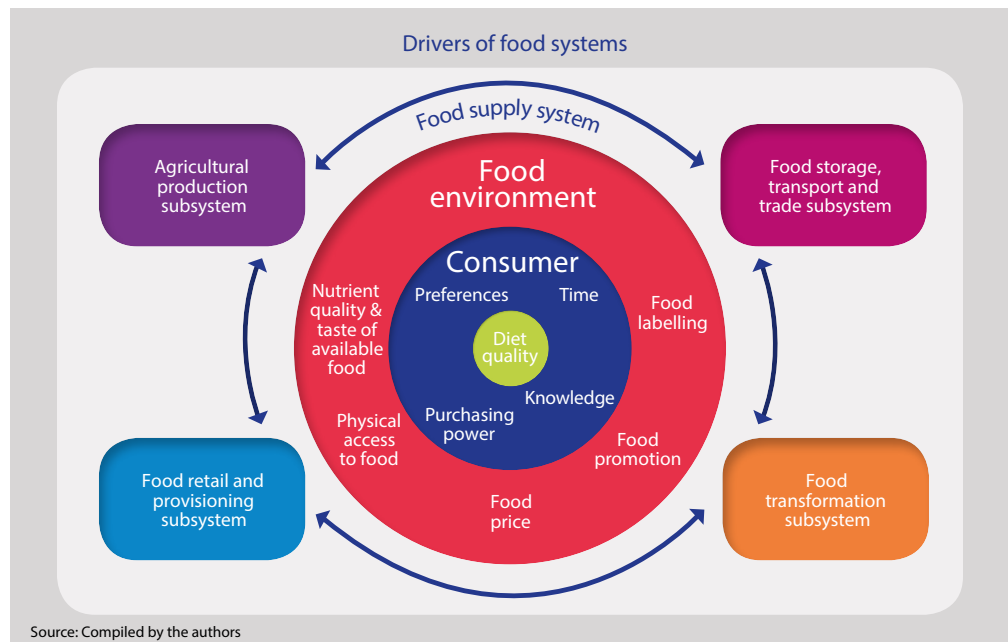 Drivers of food systems
Food supply system
Agricultural
production
subsystem
Food storage,
transport and
trade subsystem
Food
environment
Consumer
Preferences
Time
Nutrient
quality &
taste of
available
food
Food
labelling
Diet
quality
Knowledge
Purchasing
power
Physical
access
to food
Food
promotion
Food
price
Food retail and
provisioning
subsystem
Food
transformation
subsystem
Source: Compiled by the authors